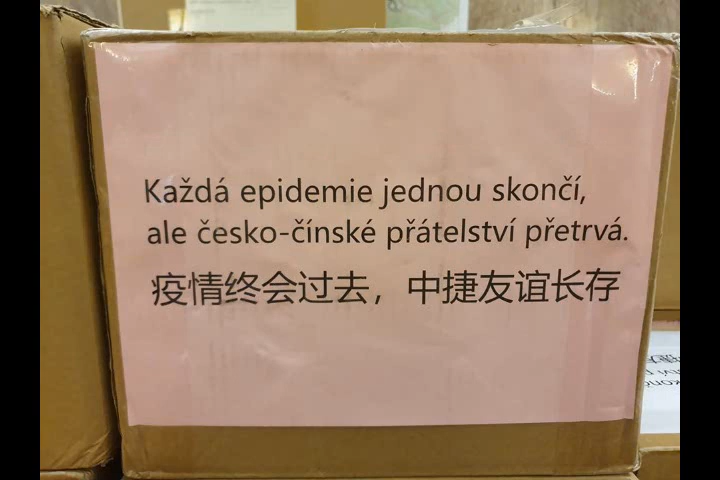 Každá epidemie jednou skončí,
ale česko-čínské přátelství přetrvá.
疫情终会过去，中捷友谊长存